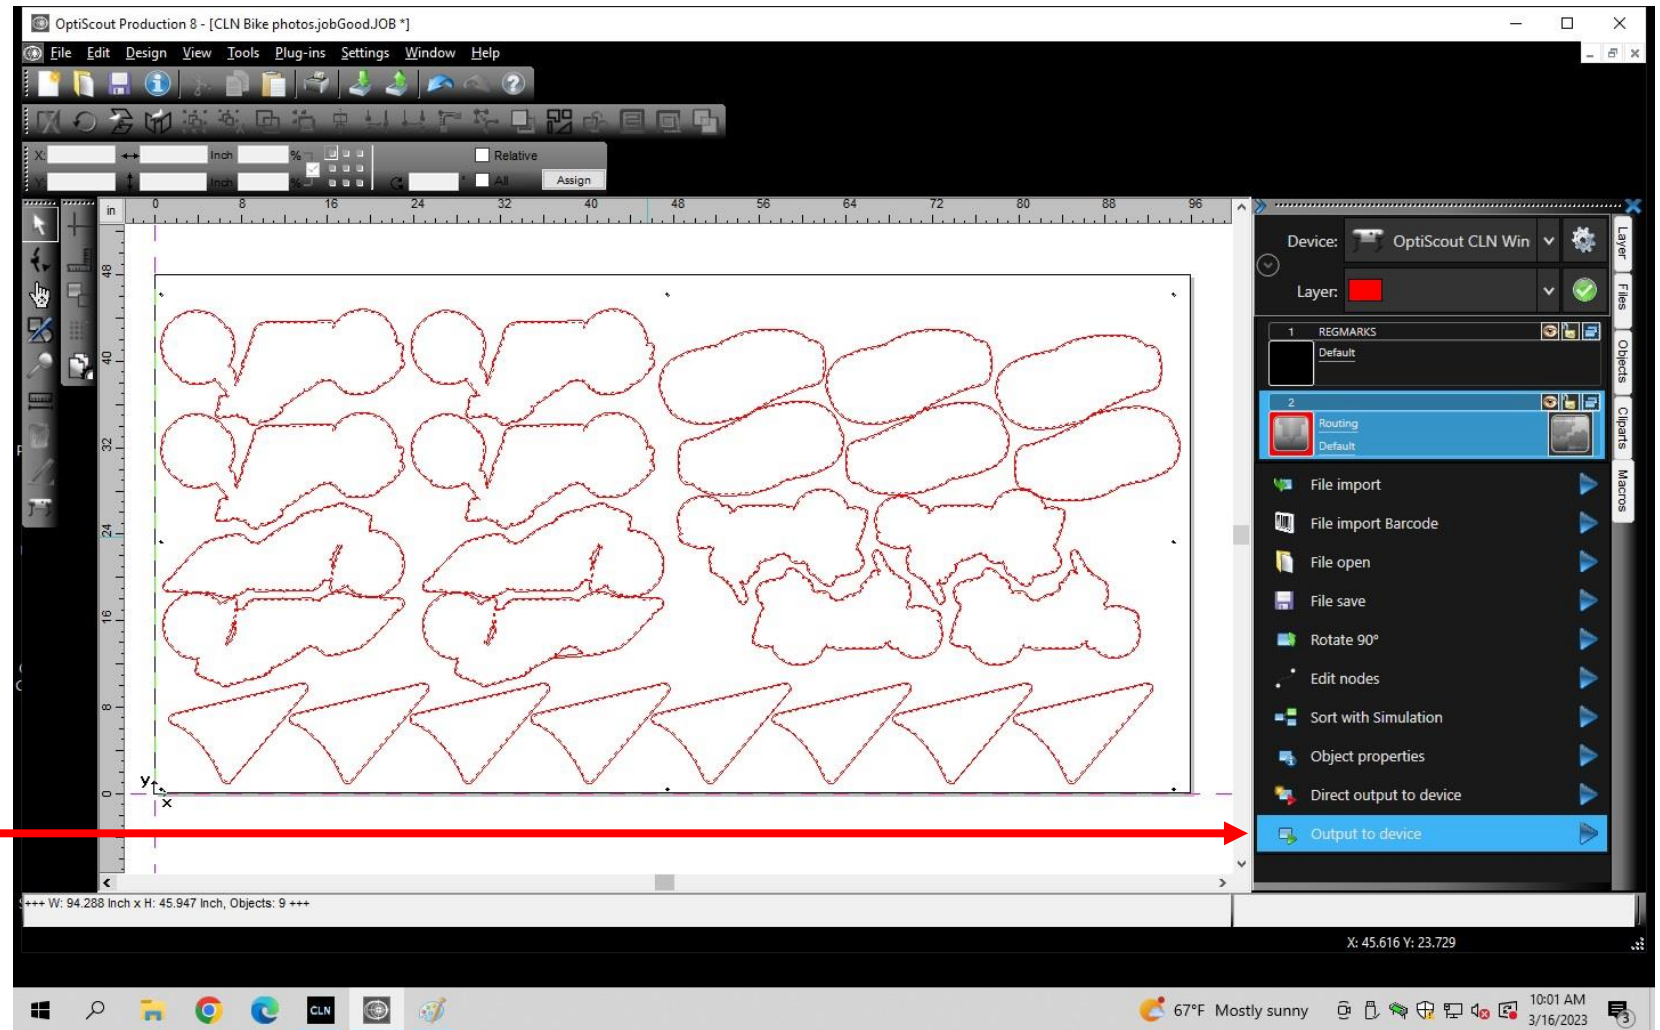 OptiScout Production 8 - [CLN Bike photos.jobGood.JOB *]
File Edit Design View Tools Plug-ins Settings Window Help
X: Inch % Relative
Y: Inch % All Assign
in 0 8 16 24 32 40 48 56 64 72 80 88 96
48
40
32
24
16
8
0
Y
X
Device: OptiScout CLN Win
Layer:
1 REGMARKS
Default
2
Routing
Default
File import
File import Barcode
File open
File save
Rotate 90°
Edit nodes
Sort with Simulation
Object properties
Direct output to device
Output to device
Layer
Files
Objects
Cliparts
Macros
+++ W: 94.288 Inch x H: 45.947 Inch, Objects: 9 +++
X: 45.616 Y: 23.729
CLN
67°F Mostly sunny
10:01 AM
3/16/2023
3